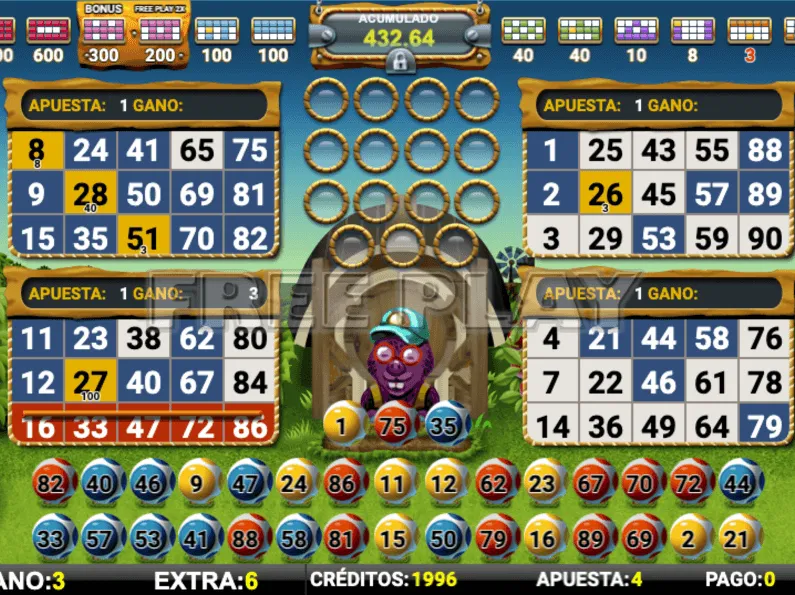 BONUS FREE PLAY 2X ACUMULADO
432.64
600 300 200 100 100 40 40 10 8 3
APUESTA: 1 GANO:
8 24 41 65 75
8
9 28 50 69 81
40
15 35 51 70 82
3
APUESTA: 1 GANO:
1 25 43 55 88
2 26 45 57 89
3
3 29 53 59 90
FREE PLAY
APUESTA: 1 GANO: 3
11 23 38 62 80
12 27 40 67 84
100
16 33 47 72 86
APUESTA: 1 GANO:
4 21 44 58 76
7 22 46 61 78
14 36 49 64 79
1 75 35
82 40 46 9 47 24 86 11 12 62 23 67 70 72 44
33 57 53 41 88 58 81 15 50 79 16 89 69 2 21
ANO:3 EXTRA:6 CRÉDITOS:1996 APUESTA:4 PAGO:0